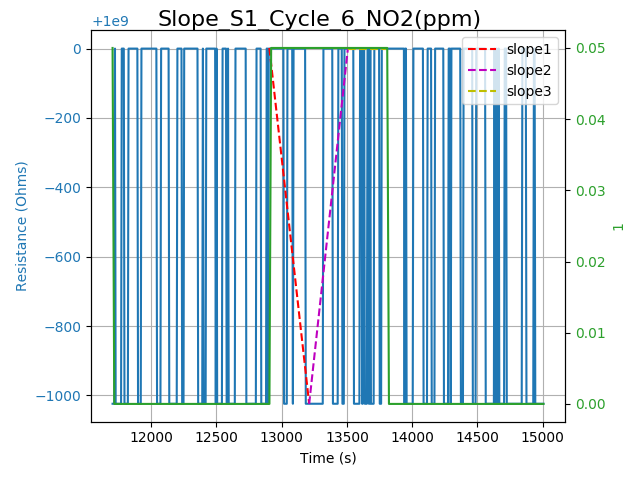 Slope_S1_Cycle_6_NO2(ppm)
+1e9
0
−200
−400
−600
−800
−1000
Resistance (Ohms)
slope1
slope2
slope3
0.05
0.04
0.03
0.02
0.01
0.00
1
12000 12500 13000 13500 14000 14500 15000
Time (s)